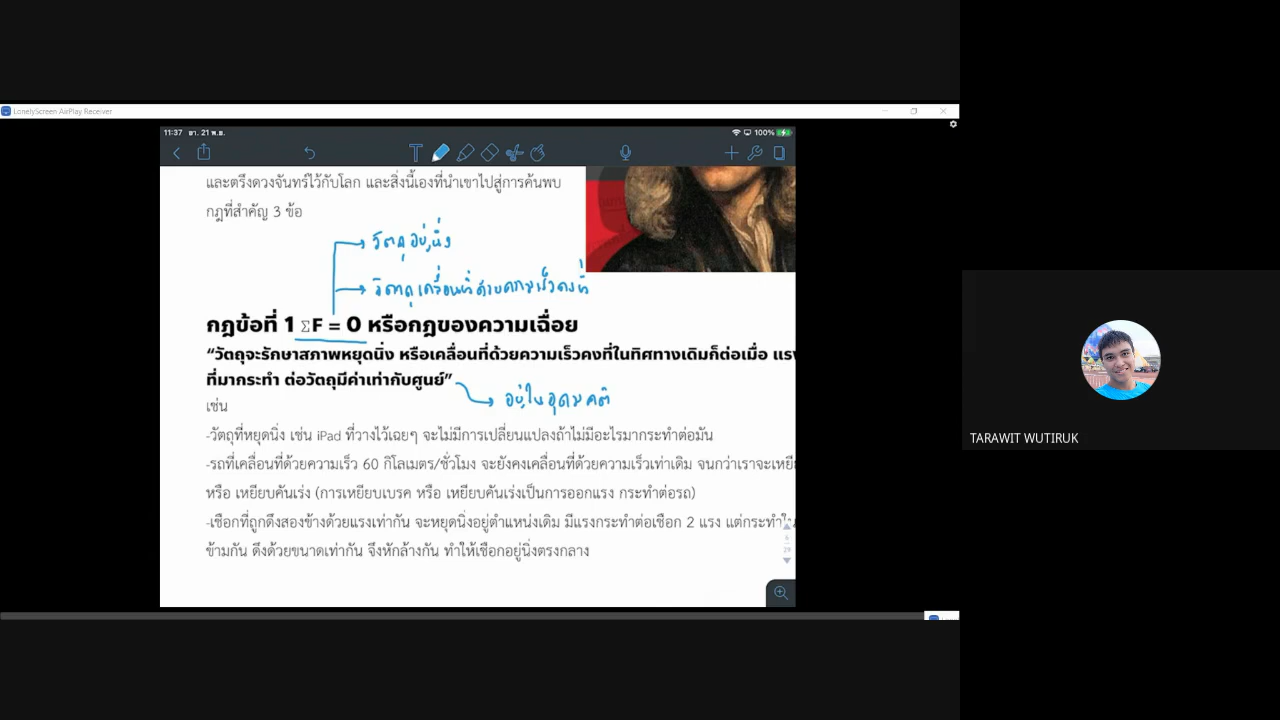 LonelyScreen AirPlay Receiver
11:37 อา. 21 พ.ย.
100%
และตรึงดวงจันทร์ไว้กับโลก และสิ่งนี้เองที่นำเขาไปสู่การค้นพบ
กฎที่สำคัญ 3 ข้อ
วัตถุอยู่นิ่ง
วัตถุเคลื่อนที่ด้วยความเร็วคงที่
กฎข้อที่ 1 ΣF = 0 หรือกฎของความเฉื่อย
“วัตถุจะรักษาสภาพหยุดนิ่ง หรือเคลื่อนที่ด้วยความเร็วคงที่ในทิศทางเดิมก็ต่อเมื่อ แรง
ที่มากระทำ ต่อวัตถุมีค่าเท่ากับศูนย์”
อยู่ในอุดมคติ
เช่น
-วัตถุที่หยุดนิ่ง เช่น iPad ที่วางไว้เฉยๆ จะไม่มีการเปลี่ยนแปลงถ้าไม่มีอะไรมากระทำต่อมัน
-รถที่เคลื่อนที่ด้วยความเร็ว 60 กิโลเมตร/ชั่วโมง จะยังคงเคลื่อนที่ด้วยความเร็วเท่าเดิม จนกว่าเราจะเหยี
หรือ เหยียบคันเร่ง (การเหยียบเบรค หรือ เหยียบคันเร่งเป็นการออกแรง กระทำต่อรถ)
-เชือกที่ถูกดึงสองข้างด้วยแรงเท่ากัน จะหยุดนิ่งอยู่ตำแหน่งเดิม มีแรงกระทำต่อเชือก 2 แรง แต่กระทำใน
ข้ามกัน ดึงด้วยขนาดเท่ากัน จึงหักล้างกัน ทำให้เชือกอยู่นิ่งตรงกลาง
TARAWIT WUTIRUK